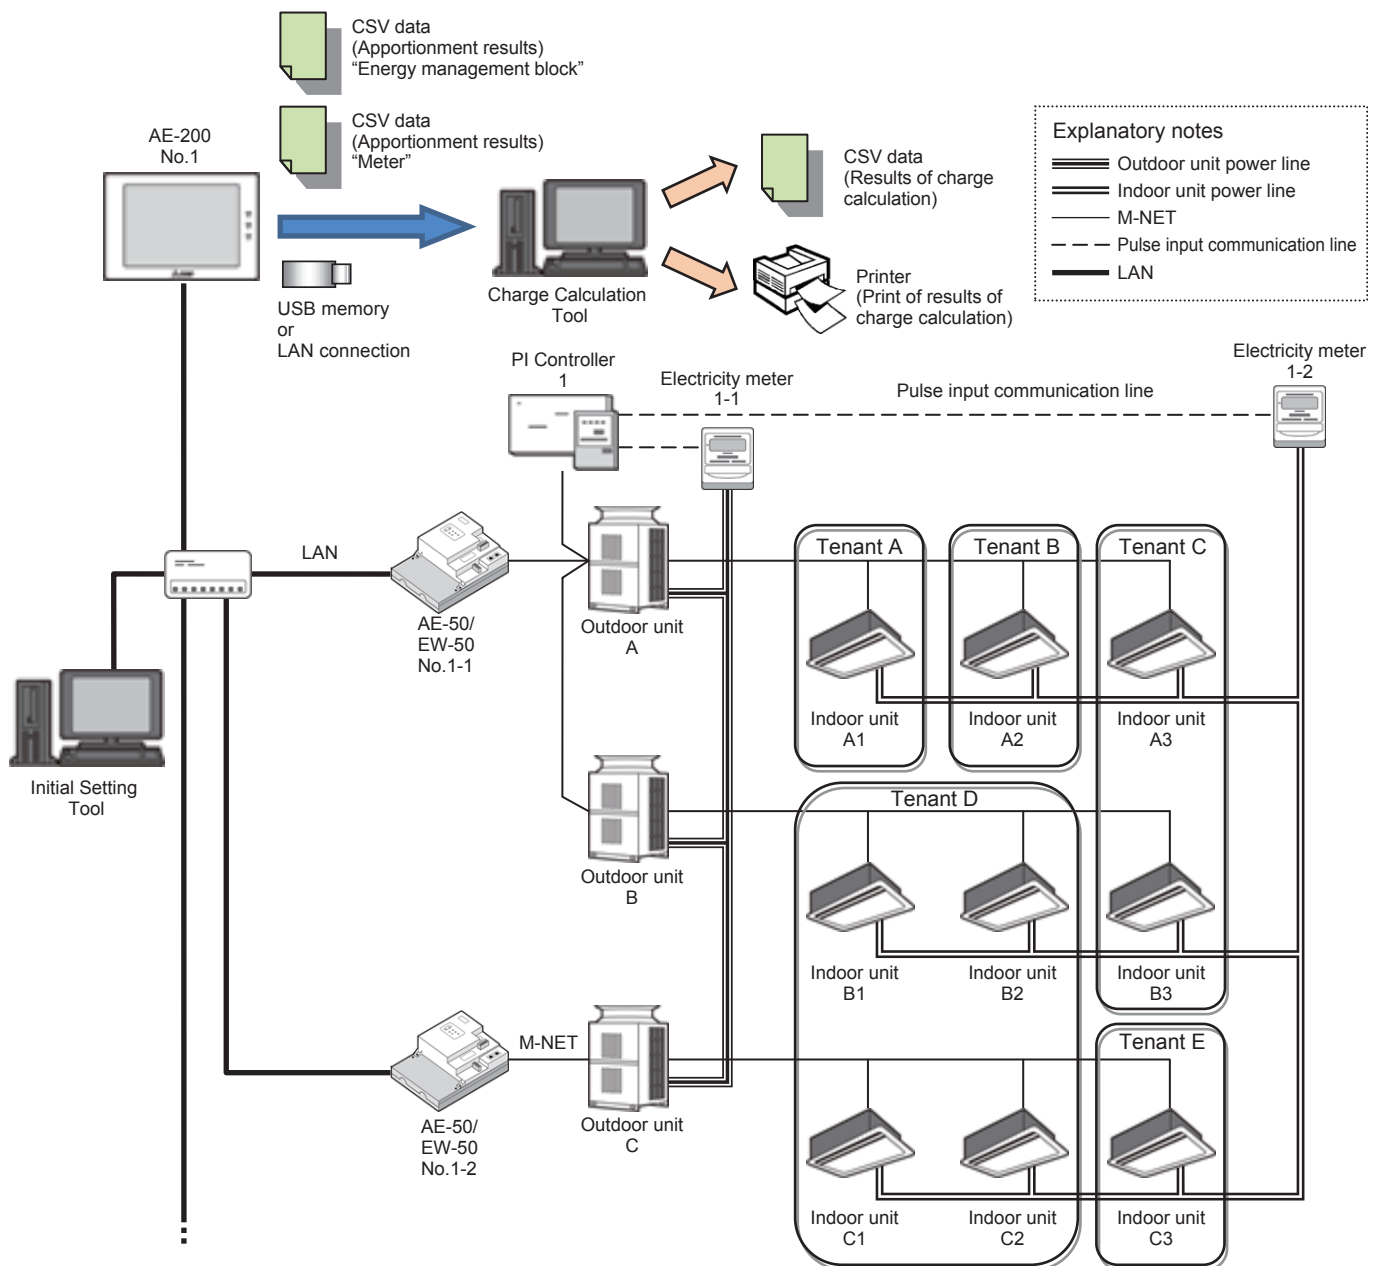 CSV data
(Apportionment results)
“Energy management block”
CSV data
(Apportionment results)
“Meter”
AE-200
No.1
USB memory
or
LAN connection
Charge Calculation
Tool
CSV data
(Results of charge
calculation)
Printer
(Print of results of
charge calculation)
Explanatory notes
Outdoor unit power line
Indoor unit power line
M-NET
Pulse input communication line
LAN
PI Controller
1
Electricity meter
1-1
Pulse input communication line
Electricity meter
1-2
LAN
AE-50/
EW-50
No.1-1
Outdoor unit
A
Tenant A
Tenant B
Tenant C
Indoor unit
A1
Indoor unit
A2
Indoor unit
A3
Initial Setting
Tool
Outdoor unit
B
Tenant D
Indoor unit
B1
Indoor unit
B2
Indoor unit
B3
M-NET
AE-50/
EW-50
No.1-2
Outdoor unit
C
Tenant E
Indoor unit
C1
Indoor unit
C2
Indoor unit
C3